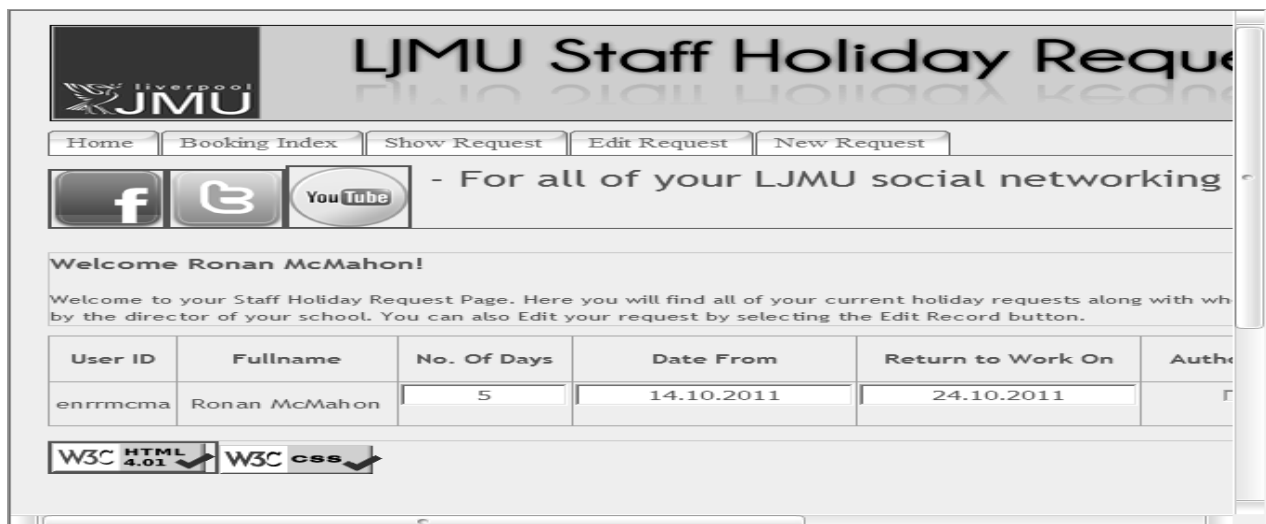 LJMU Staff Holiday Reque
liverpool
JMU
Home Booking Index Show Request Edit Request New Request
f t You Tube - For all of your LJMU social networking
Welcome Ronan McMahon!
Welcome to your Staff Holiday Request Page. Here you will find all of your current holiday requests along with wh
by the director of your school. You can also Edit your request by selecting the Edit Record button.
User ID Fullname No. Of Days Date From Return to Work On Autho
enrrmcma Ronan McMahon 5 14.10.2011 24.10.2011
W3C HTML 4.01 W3C css